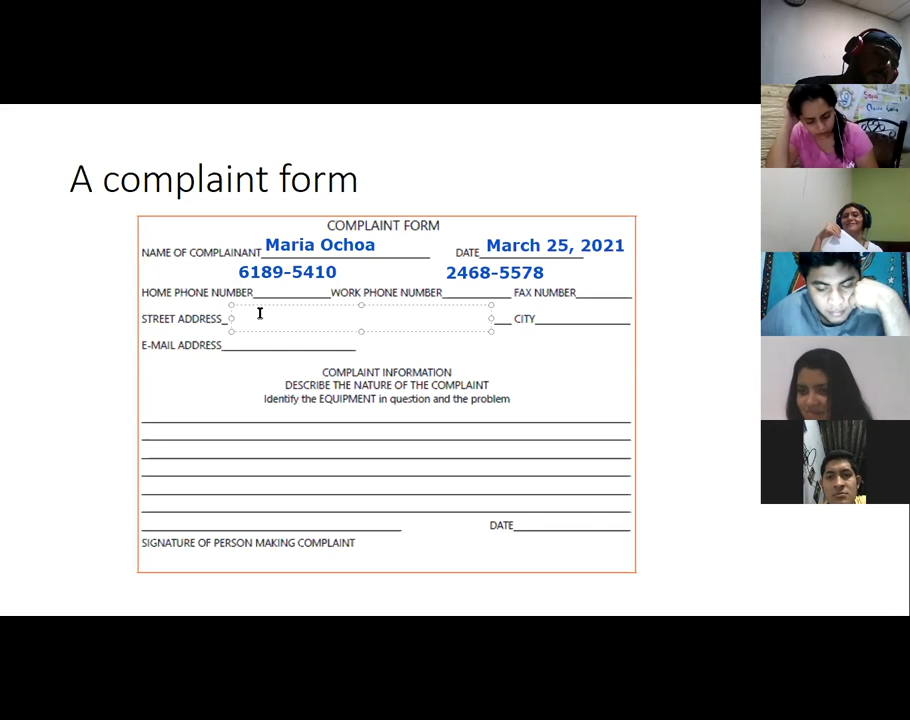 A complaint form
COMPLAINT FORM
NAME OF COMPLAINANT Maria Ochoa DATE March 25, 2021
6189-5410 2468-5578
HOME PHONE NUMBER WORK PHONE NUMBER FAX NUMBER
STREET ADDRESS CITY
E-MAIL ADDRESS
COMPLAINT INFORMATION
DESCRIBE THE NATURE OF THE COMPLAINT
Identify the EQUIPMENT in question and the problem
DATE
SIGNATURE OF PERSON MAKING COMPLAINT